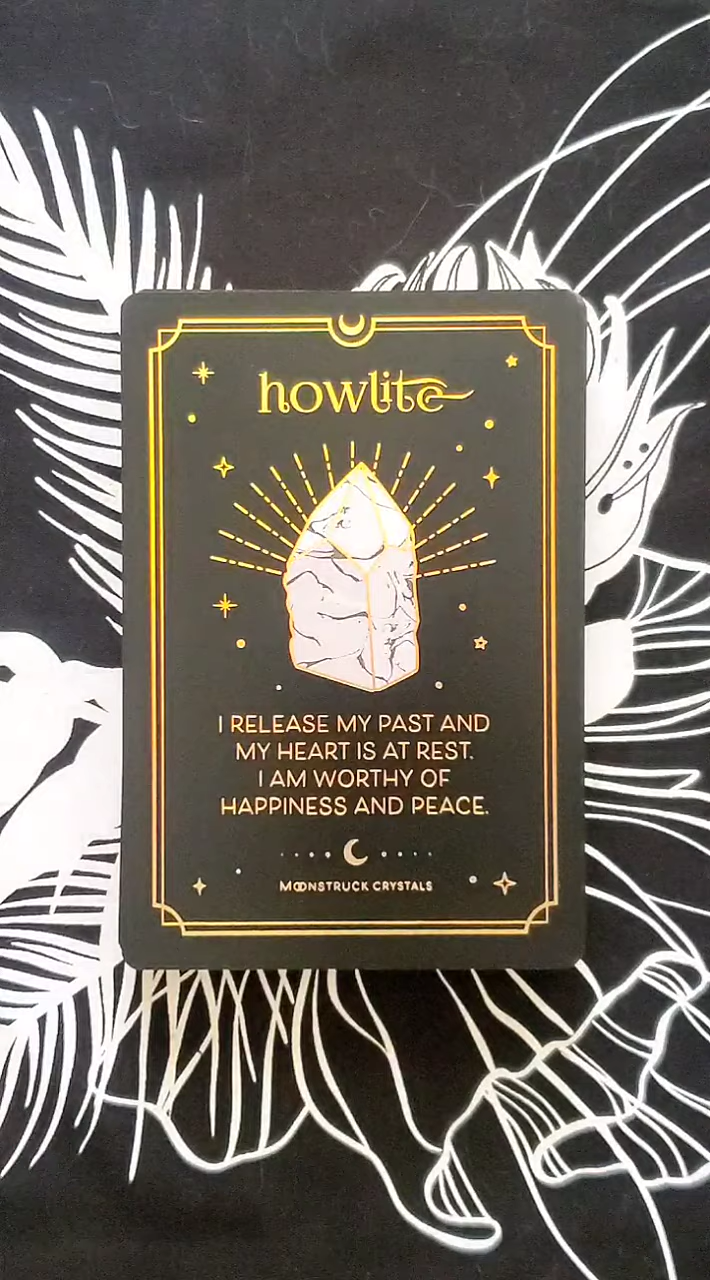 howlite
I RELEASE MY PAST AND
MY HEART IS AT REST.
I AM WORTHY OF
HAPPINESS AND PEACE.
MOONSTRUCK CRYSTALS